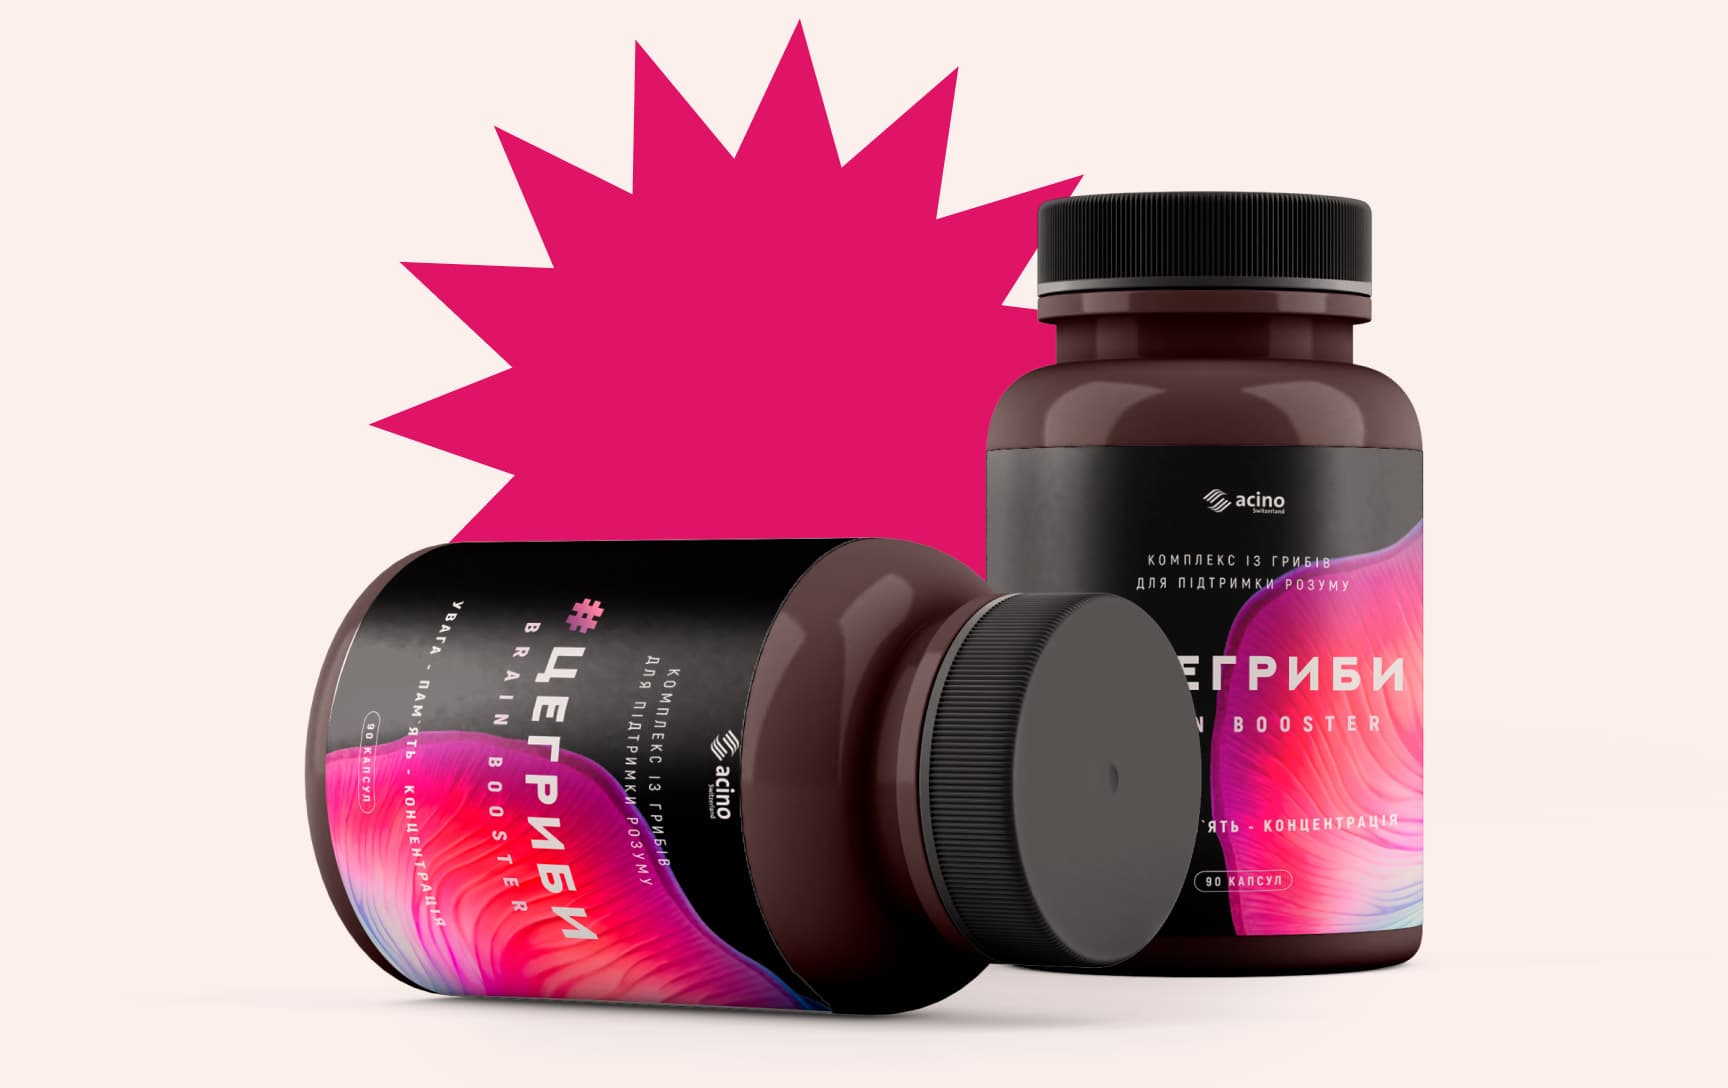 acino
Switzerland
КОМПЛЕКС ІЗ ГРИБІВ
ДЛЯ ПІДТРИМКИ РОЗУМУ
#ЦЕГРИБИ
BRAIN BOOSTER
УВАГА - ПАМ`ЯТЬ - КОНЦЕНТРАЦІЯ
90 КАПСУЛ
acino
Switzerland
КОМПЛЕКС ІЗ ГРИБІВ
ДЛЯ ПІДТРИМКИ РОЗУМУ
ЕГРИБИ
N BOOSTER
`ЯТЬ - КОНЦЕНТРАЦІЯ
90 КАПСУЛ